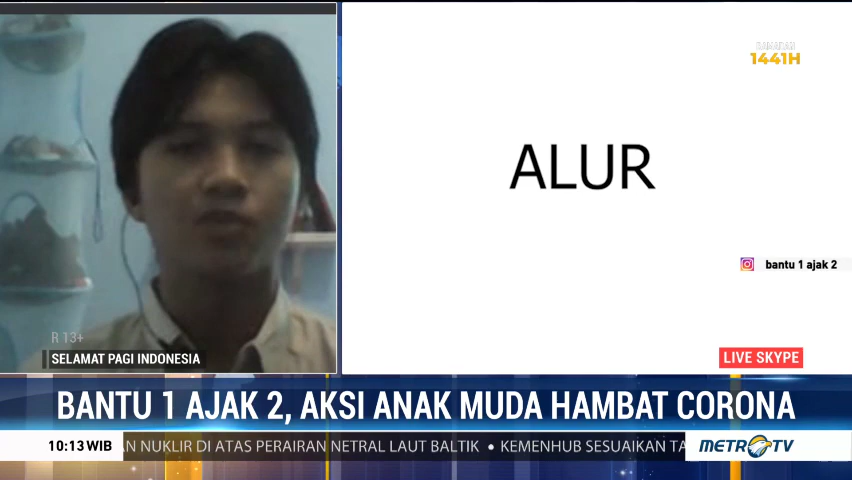 RAMADAN
1441H
ALUR
bantu 1 ajak 2
R 13+
SELAMAT PAGI INDONESIA
LIVE SKYPE
BANTU 1 AJAK 2, AKSI ANAK MUDA HAMBAT CORONA
10:13 WIB
AN NUKLIR DI ATAS PERAIRAN NETRAL LAUT BALTIK • KEMENHUB SESUAIKAN TA
METRO TV